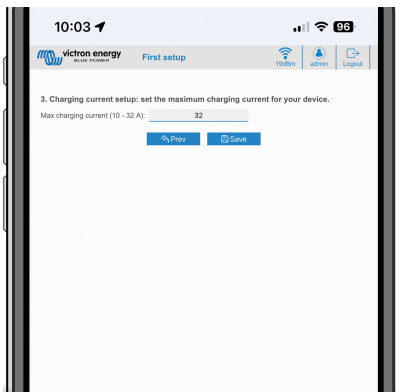 10:03
96
victron energy
BLUE POWER
First setup
19dBm
admin
Logout
3. Charging current setup: set the maximum charging current for your device.
Max charging current (10 - 32 A):
32
Prev
Save